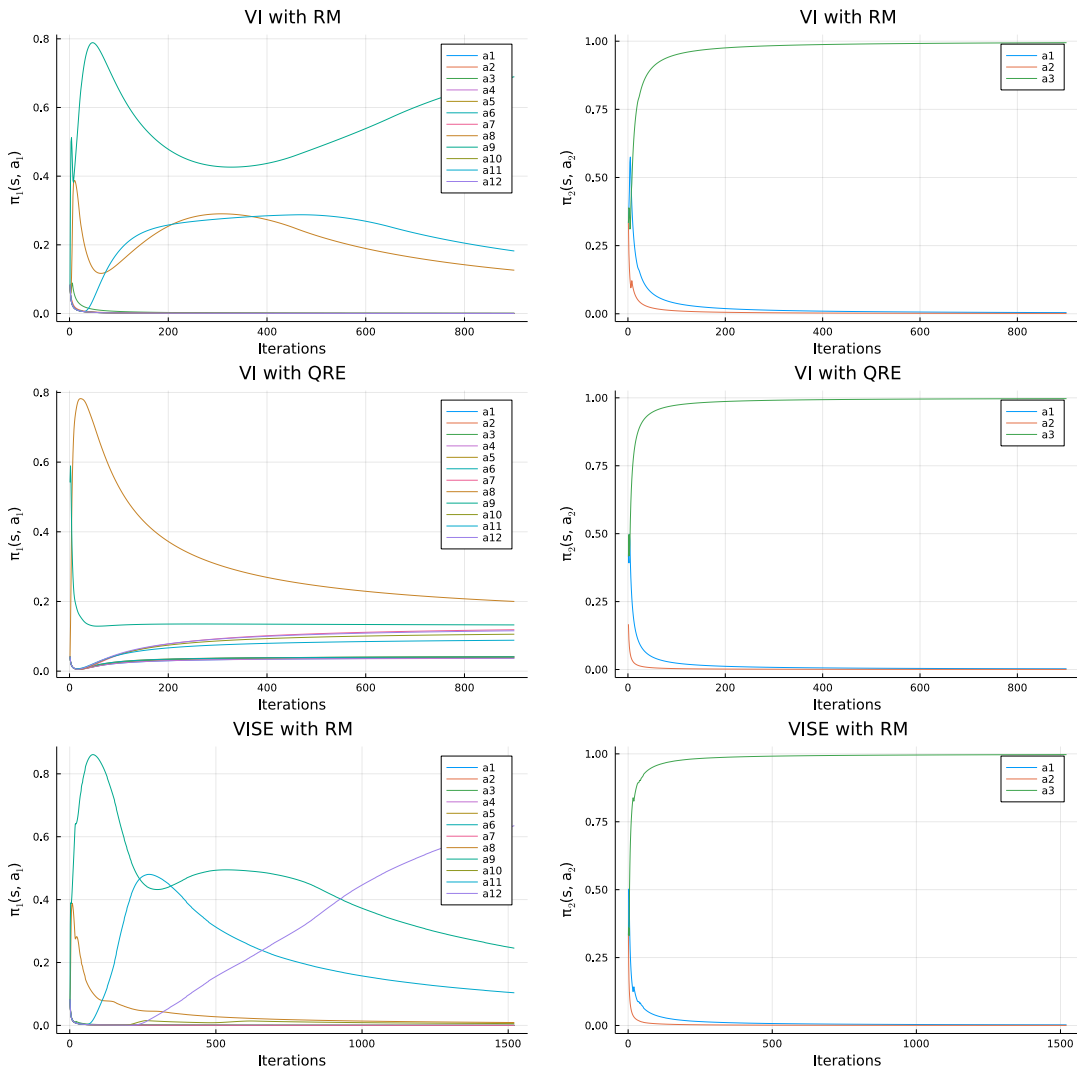 VI with RM
π₁(s, a₁)
0.8
0.6
0.4
0.2
0.0
a1
a2
a3
a4
a5
a6
a7
a8
a9
a10
a11
a12
0
200
400
600
800
Iterations
VI with RM
π₂(s, a₂)
1.00
0.75
0.50
0.25
0.00
a1
a2
a3
0
200
400
600
800
Iterations
VI with QRE
π₁(s, a₁)
0.8
0.6
0.4
0.2
0.0
a1
a2
a3
a4
a5
a6
a7
a8
a9
a10
a11
a12
0
200
400
600
800
Iterations
VI with QRE
π₂(s, a₂)
1.00
0.75
0.50
0.25
0.00
a1
a2
a3
0
200
400
600
800
Iterations
VISE with RM
π₁(s, a₁)
0.8
0.6
0.4
0.2
0.0
a1
a2
a3
a4
a5
a6
a7
a8
a9
a10
a11
a12
0
500
1000
1500
Iterations
VISE with RM
π₂(s, a₂)
1.00
0.75
0.50
0.25
0.00
a1
a2
a3
0
500
1000
1500
Iterations